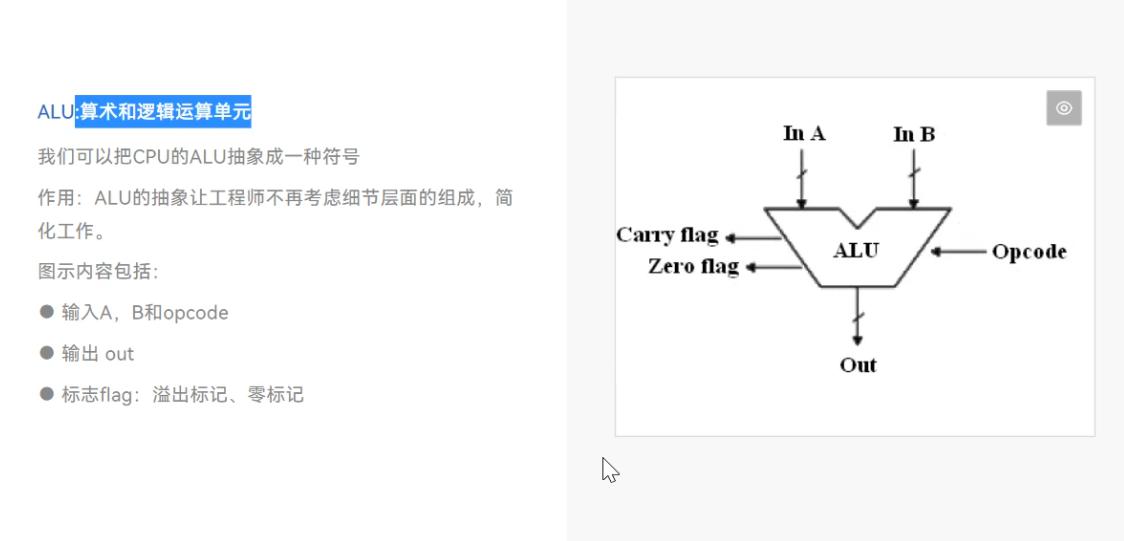 ALU:算术和逻辑运算单元
我们可以把CPU的ALU抽象成一种符号
作用：ALU的抽象让工程师不再考虑细节层面的组成，简
化工作。
图示内容包括：
● 输入A，B和opcode
● 输出 out
● 标志flag：溢出标记、零标记
In A
In B
Carry flag
ALU
Opcode
Zero flag
Out